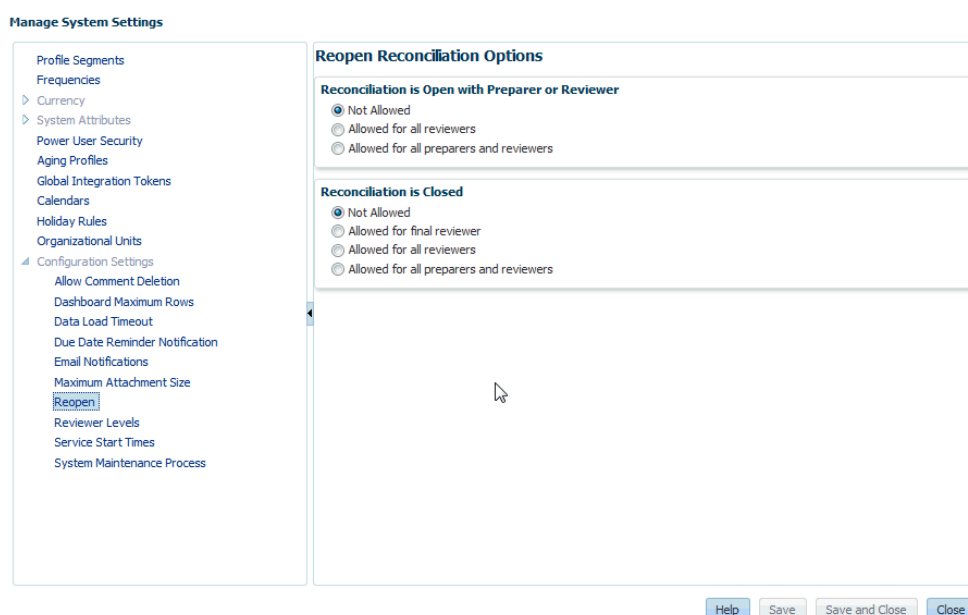 Manage System Settings
Profile Segments
Frequencies
Currency
System Attributes
Power User Security
Aging Profiles
Global Integration Tokens
Calendars
Holiday Rules
Organizational Units
Configuration Settings
Allow Comment Deletion
Dashboard Maximum Rows
Data Load Timeout
Due Date Reminder Notification
Email Notifications
Maximum Attachment Size
Reopen
Reviewer Levels
Service Start Times
System Maintenance Process
Reopen Reconciliation Options
Reconciliation is Open with Preparer or Reviewer
Not Allowed
Allowed for all reviewers
Allowed for all preparers and reviewers
Reconciliation is Closed
Not Allowed
Allowed for final reviewer
Allowed for all reviewers
Allowed for all preparers and reviewers
Help Save Save and Close Close